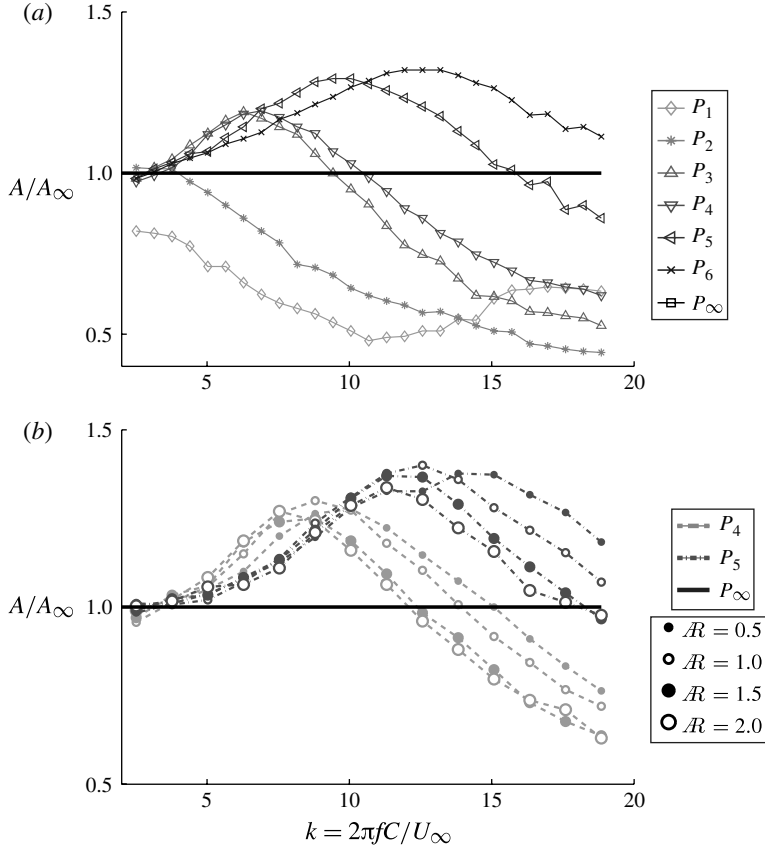 (a)
1.5
1.0
0.5
A/A∞
5
10
15
20
P1
P2
P3
P4
P5
P6
P∞
(b)
1.5
1.0
0.5
A/A∞
5
10
15
20
k = 2πfC/U∞
P4
P5
P∞
Æ = 0.5
Æ = 1.0
Æ = 1.5
Æ = 2.0